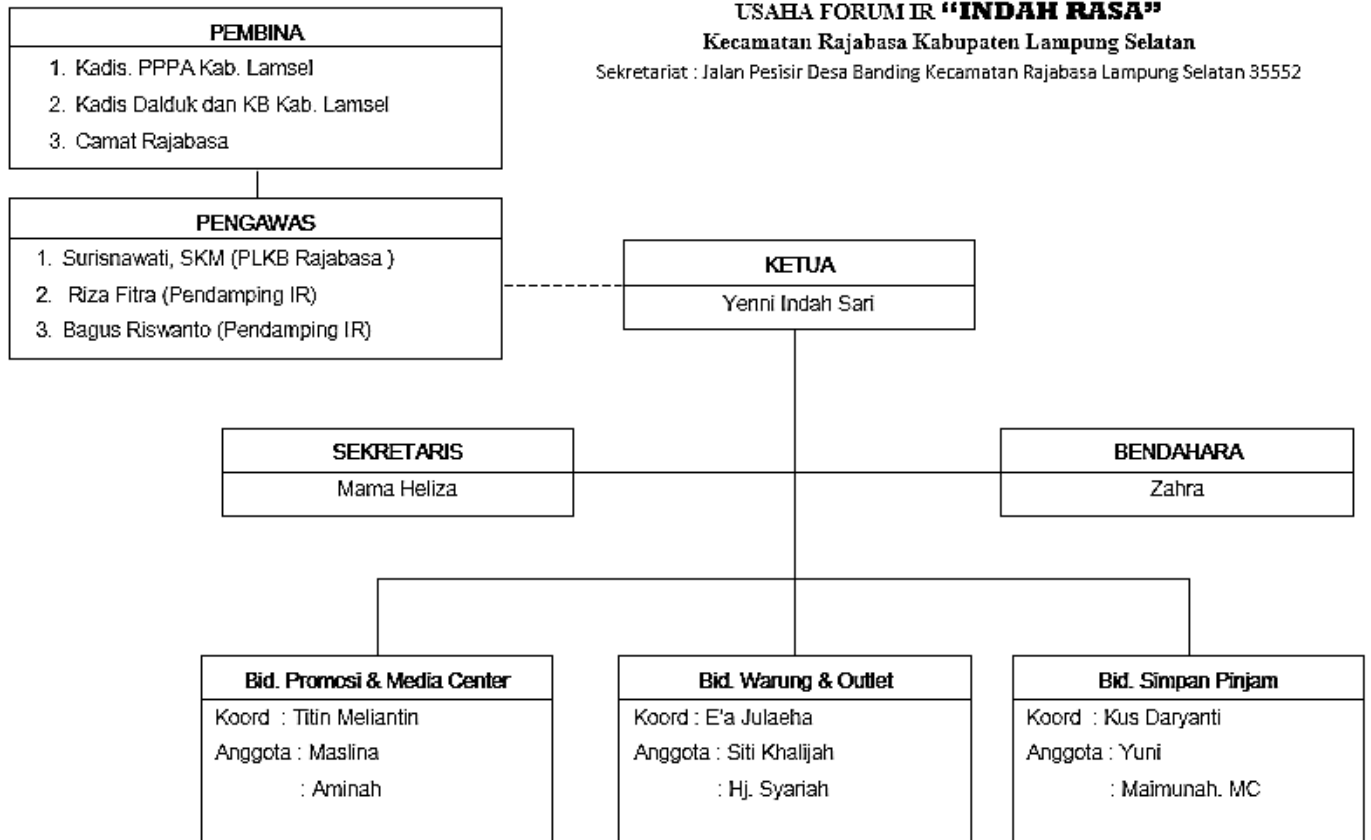 USAHA FORUM IR “INDAH RASA”
Kecamatan Rajabasa Kabupaten Lampung Selatan
Sekretariat : Jalan Pesisir Desa Banding Kecamatan Rajabasa Lampung Selatan 35552
PEMBINA
1. Kadis. PPPA Kab. Lamsel
2. Kadis Dalduk dan KB Kab. Lamsel
3. Camat Rajabasa
PENGAWAS
1. Surisnawati, SKM (PLKB Rajabasa )
2. Riza Fitra (Pendamping IR)
3. Bagus Riswanto (Pendamping IR)
KETUA
Yenni Indah Sari
SEKRETARIS
Mama Heliza
BENDAHARA
Zahra
Bid. Promosi & Media Center
Koord : Titin Meliantin
Anggota : Maslina
: Aminah
Bid. Warung & Outlet
Koord : E'a Julaeha
Anggota : Siti Khalijah
: Hj. Syariah
Bid. Simpan Pinjam
Koord : Kus Daryanti
Anggota : Yuni
: Maimunah. MC